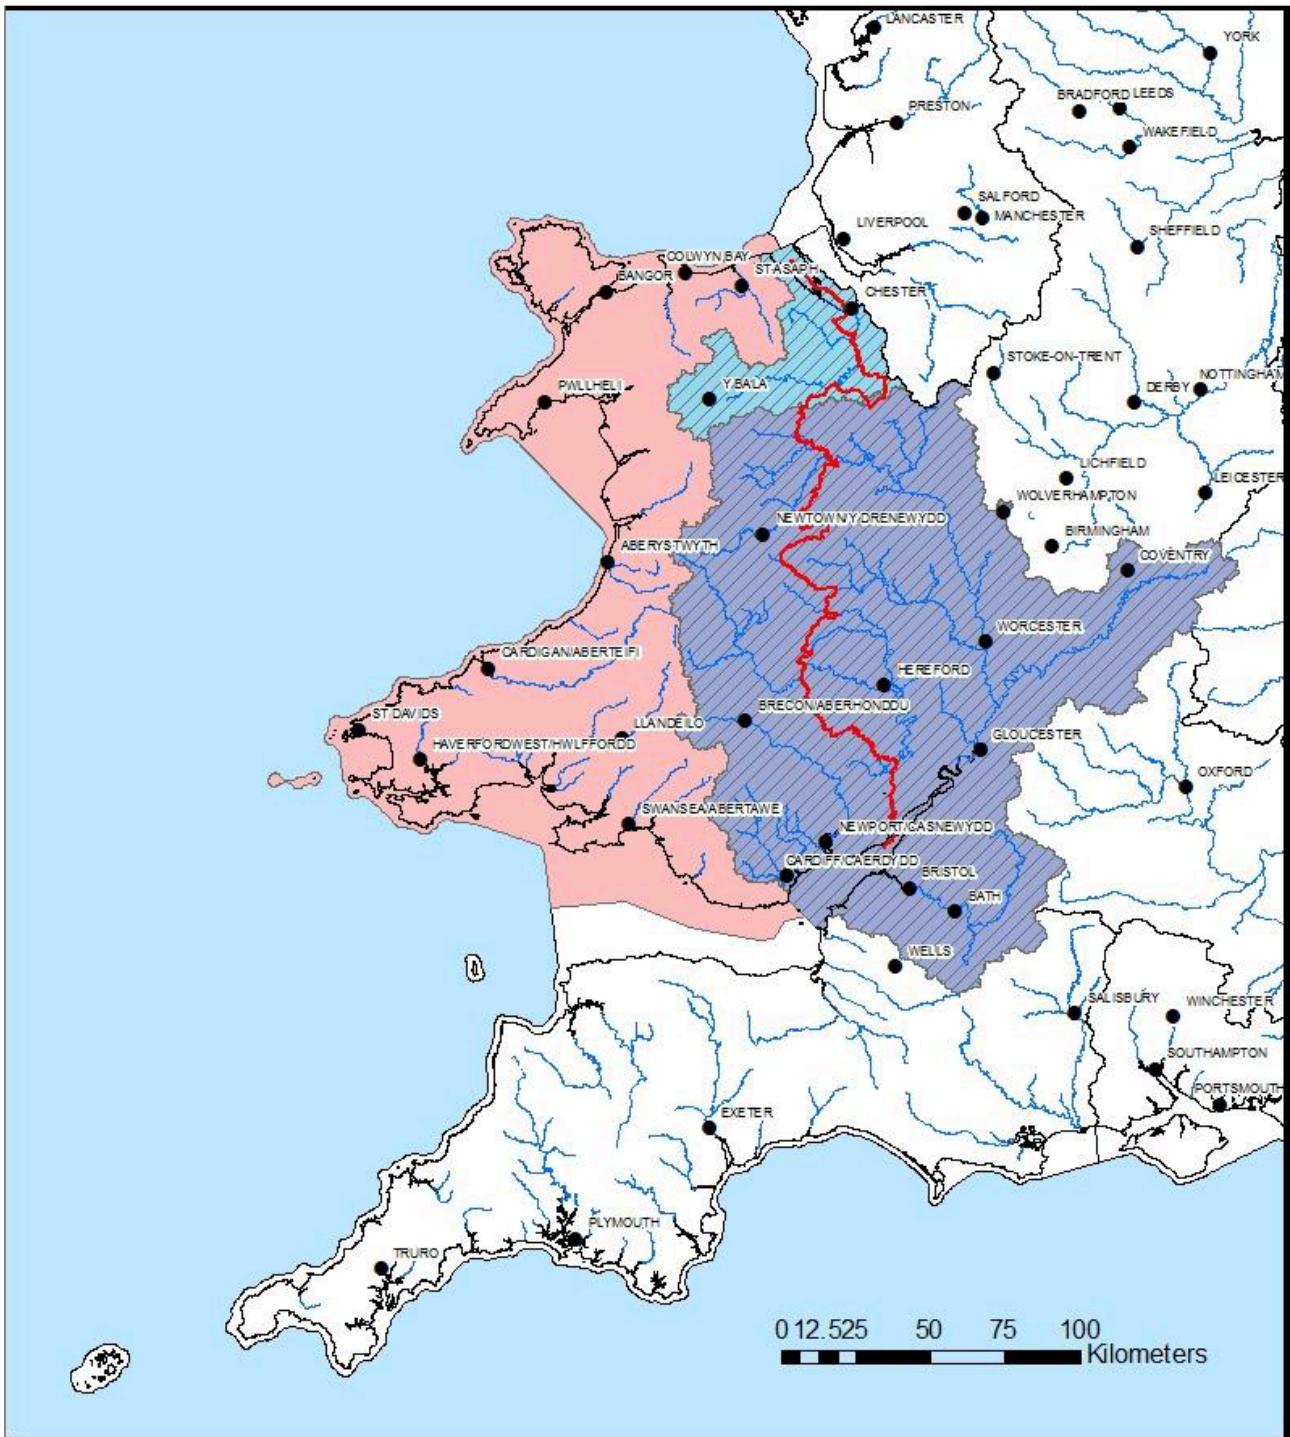 LANCASTER
YORK
BRADFORD
LEEDS
PRESTON
WAKEFIELD
SALFORD
MANCHESTER
LIVERPOOL
SHEFFIELD
COLWYN BAY
ST ASAPH
BANGOR
CHESTER
STOKE-ON-TRENT
PWLLHELI
Y BALA
DERBY
NOTTINGHAM
LICHFIELD
LEICESTER
WOLVERHAMPTON
NEWTOWN/Y DRENEWYDD
BIRMINGHAM
ABERYSTWYTH
COVENTRY
WORCESTER
CARDIGAN/ABERTEIFI
HEREFORD
ST DAVIDS
LLANDEILO
BRECON/ABERHONDDU
GLOUCESTER
HAVERFORDWEST/HWLFFORDD
OXFORD
SWANSEA/ABERTAWE
NEWPORT/CASNEWYDD
CARDIFF/CAERDYDD
BRISTOL
BATH
WELLS
SALISBURY
WINCHESTER
SOUTHAMPTON
PORTSMOUTH
EXETER
PLYMOUTH
TRURO
0 12.5 25 50 75 100
Kilometers